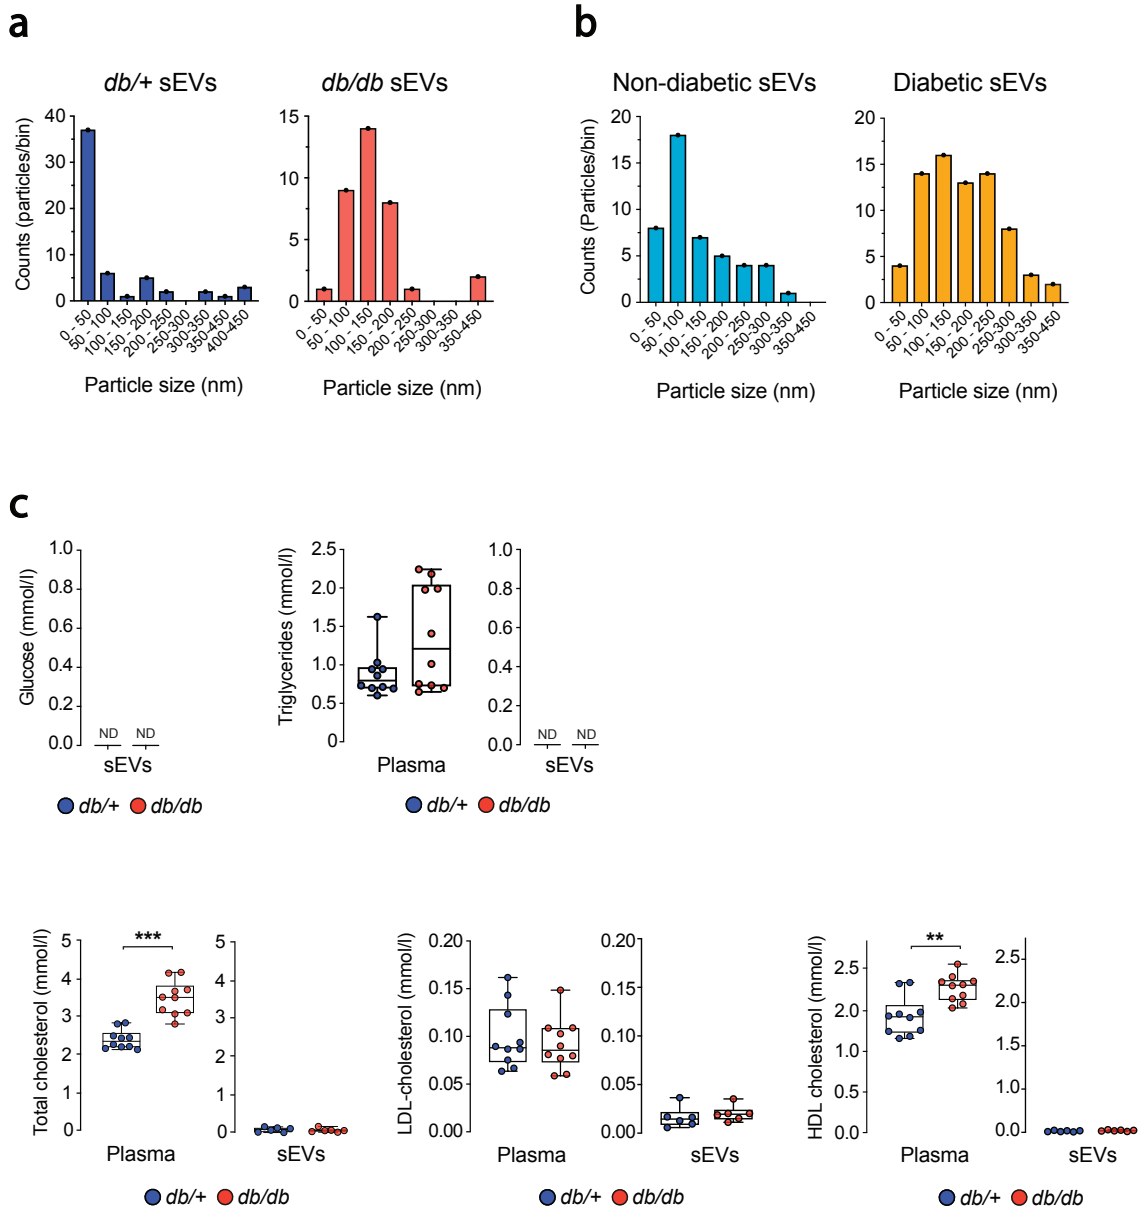 a
b
db/+ sEVs
db/db sEVs
Non-diabetic sEVs
Diabetic sEVs
Counts (particles/bin)
40
30
20
10
0
0 - 50
50 - 100
100 - 150
150 - 200
200 - 250
250-300
300-350
350-450
400-450
15
10
5
0
0 - 50
50 - 100
100 - 150
150 - 200
200 - 250
250-300
300-350
350-450
Particle size (nm)
Particle size (nm)
Counts (Particles/bin)
20
15
10
5
0
0 - 50
50 - 100
100 - 150
150 - 200
200 - 250
250-300
300-350
350-450
20
15
10
5
0
0 - 50
50 - 100
100 - 150
150 - 200
200 - 250
250-300
300-350
350-450
Particle size (nm)
Particle size (nm)
c
Glucose (mmol/l)
1.0
0.8
0.6
0.4
0.2
0.0
ND ND
sEVs
db/+ db/db
Triglycerides (mmol/l)
2.5
2.0
1.5
1.0
0.5
0
Plasma
1.0
0.8
0.6
0.4
0.2
0.0
ND ND
sEVs
db/+ db/db
Total cholesterol (mmol/l)
5
4
3
2
1
0
***
Plasma
5
4
3
2
1
0
sEVs
db/+ db/db
LDL-cholesterol (mmol/l)
0.20
0.15
0.10
0.05
0.00
Plasma
0.20
0.15
0.10
0.05
0.00
sEVs
db/+ db/db
HDL cholesterol (mmol/l)
2.5
2.0
1.0
0.5
0.0
**
Plasma
2.5
2.0
1.0
1.0
0.0
sEVs
db/+ db/db